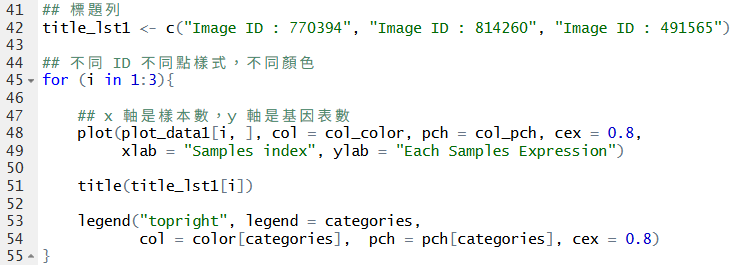 41 ## 標題列
42 title_lst1 <- c("Image ID : 770394", "Image ID : 814260", "Image ID : 491565")
43
44 ## 不同 ID 不同點樣式，不同顏色
45 for (i in 1:3){
46
47     ## x 軸是樣本數，y 軸是基因表數
48     plot(plot_data1[i, ], col = col_color, pch = col_pch, cex = 0.8,
49          xlab = "Samples index", ylab = "Each Samples Expression")
50
51     title(title_lst1[i])
52
53     legend("topright", legend = categories,
54            col = color[categories],  pch = pch[categories], cex = 0.8)
55 }